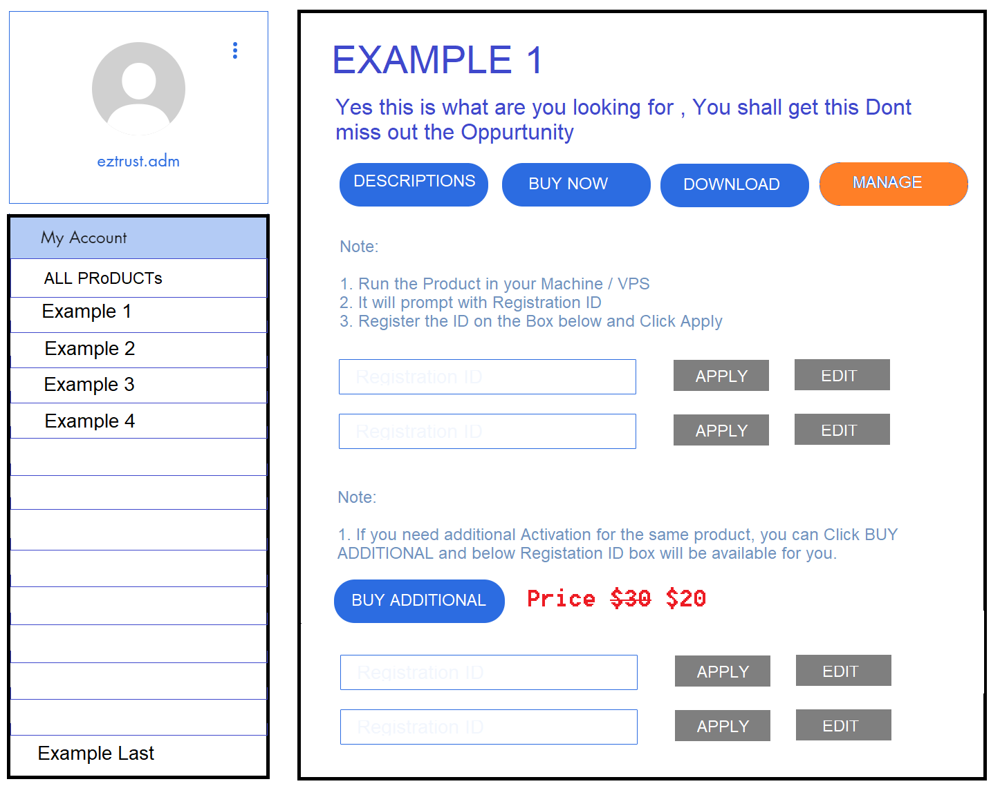 eztrust.adm
My Account
ALL PRoDUCTs
Example 1
Example 2
Example 3
Example 4
Example Last
EXAMPLE 1
Yes this is what are you looking for , You shall get this Dont
miss out the Oppurtunity
DESCRIPTIONS BUY NOW DOWNLOAD MANAGE
Note:
1. Run the Product in your Machine / VPS
2. It will prompt with Registration ID
3. Register the ID on the Box below and Click Apply
Registration ID APPLY EDIT
Registration ID APPLY EDIT
Note:
1. If you need additional Activation for the same product, you can Click BUY
ADDITIONAL and below Registation ID box will be available for you.
BUY ADDITIONAL Price $30 $20
Registration ID APPLY EDIT
Registration ID APPLY EDIT